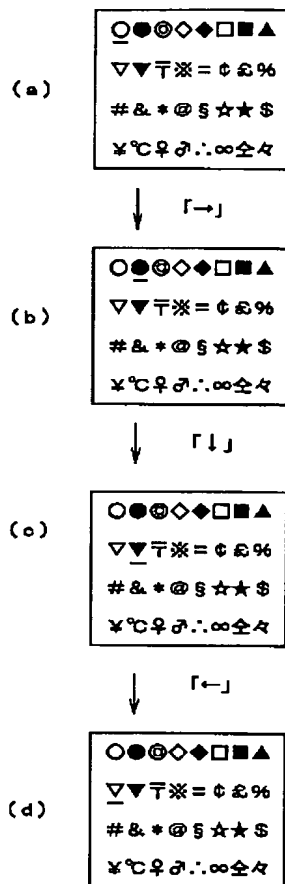 (a)
○●◎◇◆□■▲
▽▼〒※=¢£%
#&*@§☆★$
¥℃♀♂∴∞仝々
「→」
(b)
○●◎◇◆□■▲
▽▼〒※=¢£%
#&*@§☆★$
¥℃♀♂∴∞仝々
「↓」
(c)
○●◎◇◆□■▲
▽▼〒※=¢£%
#&*@§☆★$
¥℃♀♂∴∞仝々
「←」
(d)
○●◎◇◆□■▲
▽▼〒※=¢£%
#&*@§☆★$
¥℃♀♂∴∞仝々